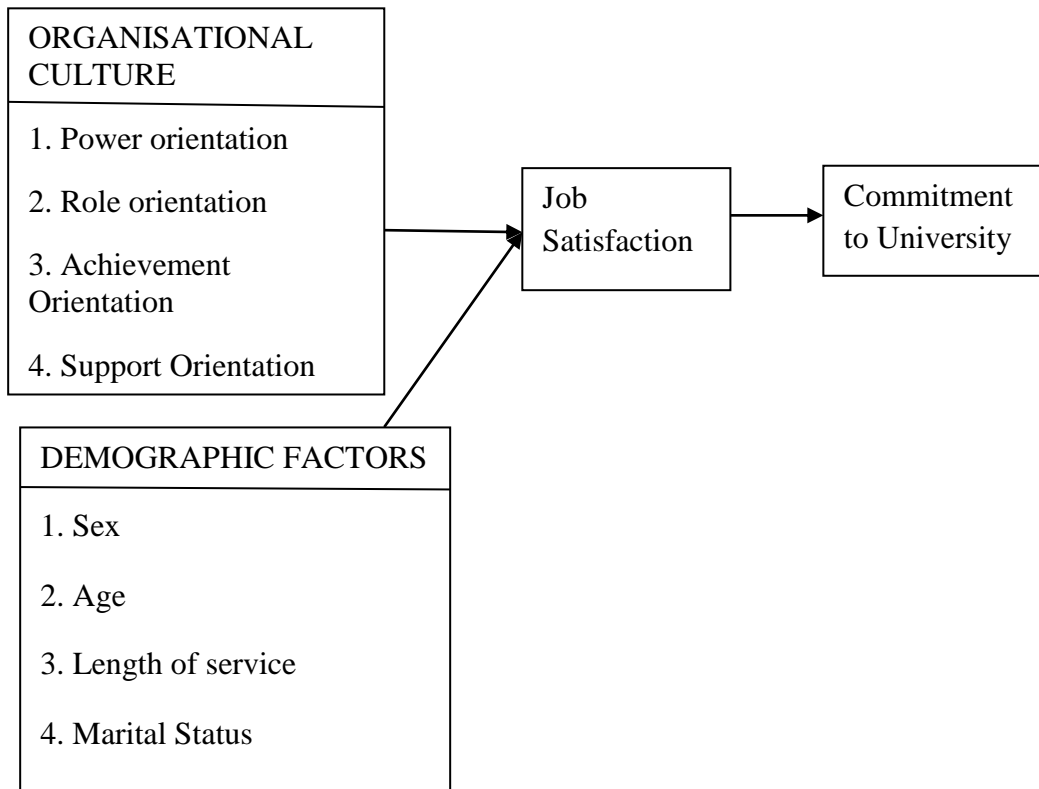 ORGANISATIONAL
CULTURE
1. Power orientation
2. Role orientation
3. Achievement
Orientation
4. Support Orientation
Job
Satisfaction
Commitment
to University
DEMOGRAPHIC FACTORS
1. Sex
2. Age
3. Length of service
4. Marital Status